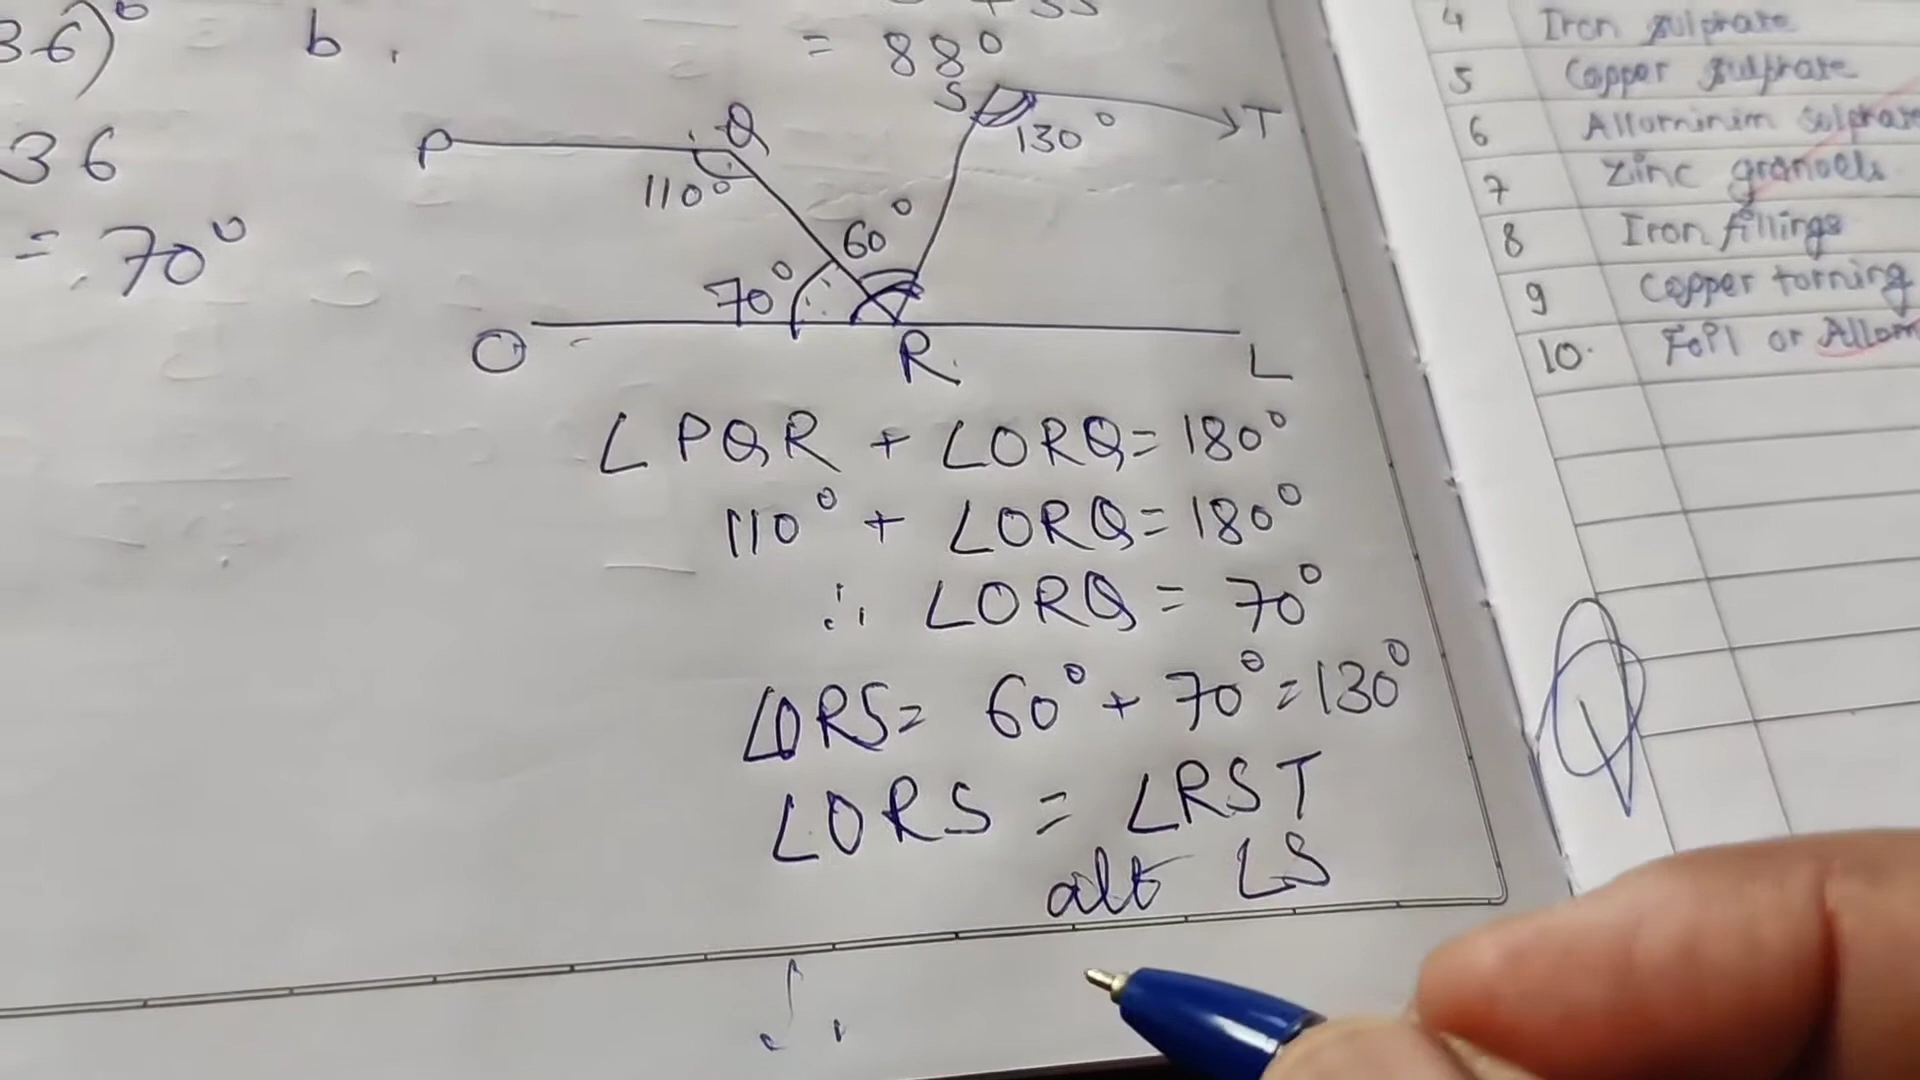 36)°
b.
= 88°
36
= 70°
P
Q
S
T
110°
130°
60°
70°
O
R
L
∠PQR + ∠ORQ = 180°
110° + ∠ORQ = 180°
∴ ∠ORQ = 70°
∠ORS = 60° + 70° = 130°
∠ORS = ∠RST
alt ∠S
4 Iron sulphate
5 Copper sulphate
6 Alluminim sulphate
7 Zinc granoels
8 Iron fillings
9 Copper torning
10. Foil or